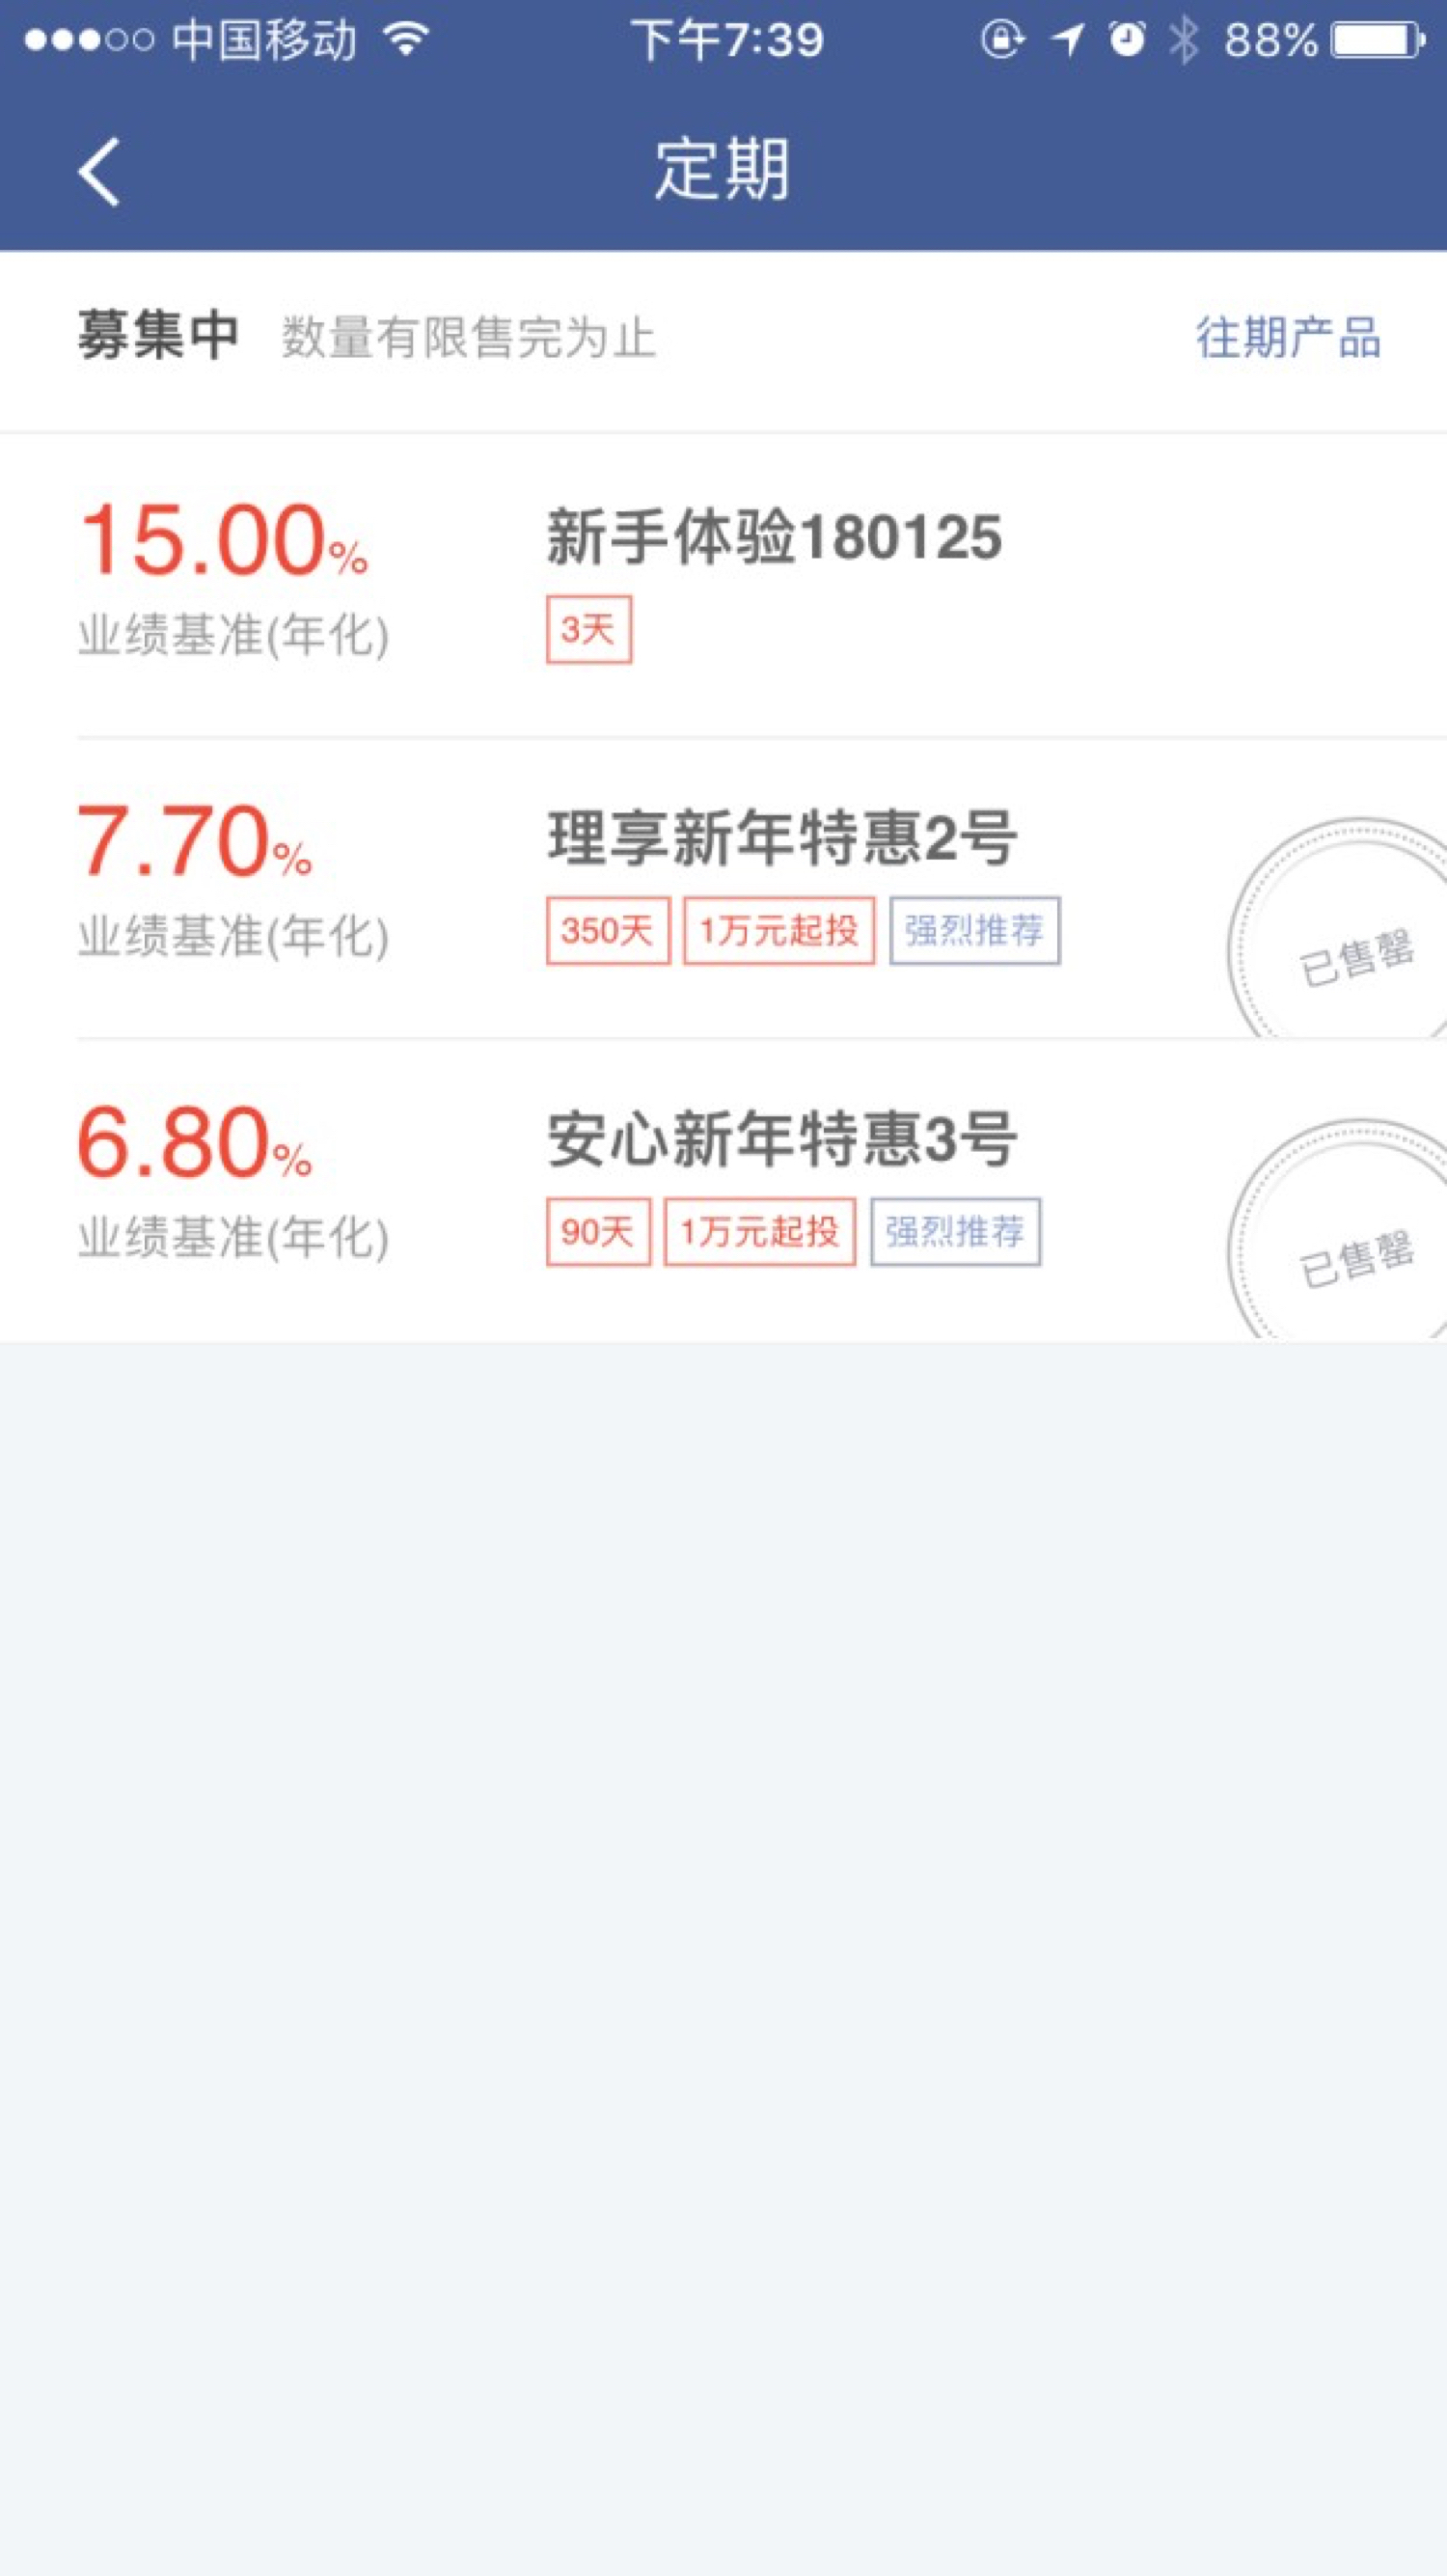 中国移动 下午7:39 88%
定期
募集中 数量有限售完为止 往期产品
15.00% 新手体验180125
业绩基准(年化) 3天
7.70% 理享新年特惠2号
业绩基准(年化) 350天 1万元起投 强烈推荐 已售罄
6.80% 安心新年特惠3号
业绩基准(年化) 90天 1万元起投 强烈推荐 已售罄